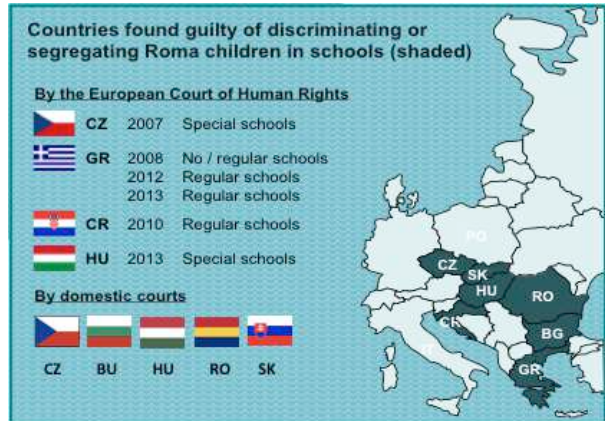 Countries found guilty of discriminating or
segregating Roma children in schools (shaded)
By the European Court of Human Rights
CZ 2007 Special schools
GR 2008 No / regular schools
2012 Regular schools
2013 Regular schools
CR 2010 Regular schools
HU 2013 Special schools
By domestic courts
CZ BU HU RO SK
PO
CZ
SK
HU
RO
CR
BG
IT
GR